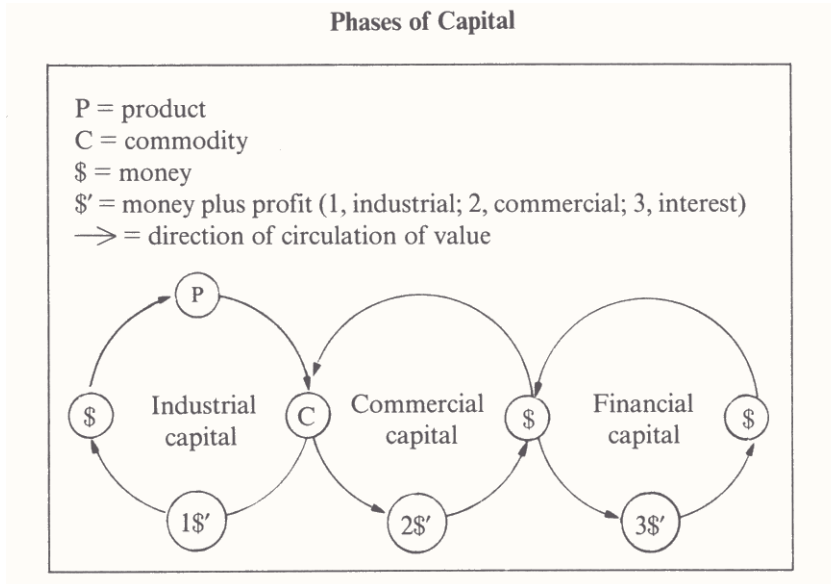 Phases of Capital
P = product
C = commodity
$ = money
$′ = money plus profit (1, industrial; 2, commercial; 3, interest)
⟶ = direction of circulation of value
P
$
Industrial
capital
C
Commercial
capital
$
Financial
capital
$
1$′
2$′
3$′